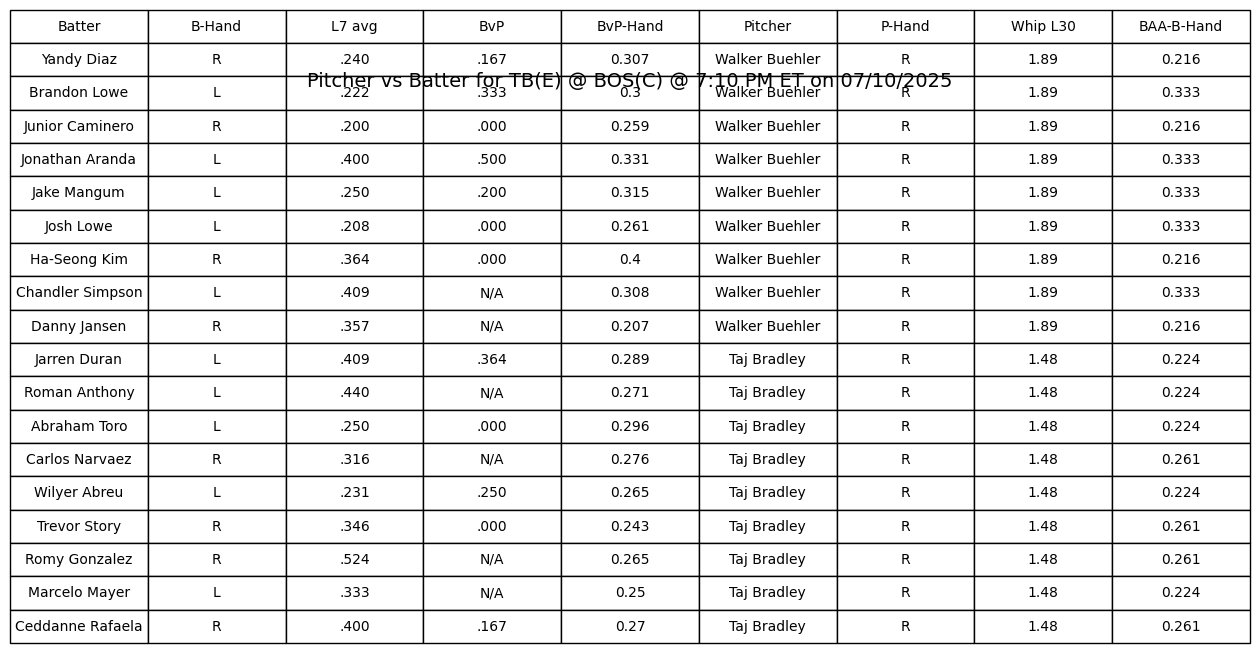 Batter B-Hand L7 avg BvP BvP-Hand Pitcher P-Hand Whip L30 BAA-B-Hand
Yandy Diaz R .240 .167 0.307 Walker Buehler R 1.89 0.216
Pitcher vs Batter for TB(E) @ BOS(C) @ 7:10 PM ET on 07/10/2025
Brandon Lowe L .222 .333 0.3 Walker Buehler R 1.89 0.333
Junior Caminero R .200 .000 0.259 Walker Buehler R 1.89 0.216
Jonathan Aranda L .400 .500 0.331 Walker Buehler R 1.89 0.333
Jake Mangum L .250 .200 0.315 Walker Buehler R 1.89 0.333
Josh Lowe L .208 .000 0.261 Walker Buehler R 1.89 0.333
Ha-Seong Kim R .364 .000 0.4 Walker Buehler R 1.89 0.216
Chandler Simpson L .409 N/A 0.308 Walker Buehler R 1.89 0.333
Danny Jansen R .357 N/A 0.207 Walker Buehler R 1.89 0.216
Jarren Duran L .409 .364 0.289 Taj Bradley R 1.48 0.224
Roman Anthony L .440 N/A 0.271 Taj Bradley R 1.48 0.224
Abraham Toro L .250 .000 0.296 Taj Bradley R 1.48 0.224
Carlos Narvaez R .316 N/A 0.276 Taj Bradley R 1.48 0.261
Wilyer Abreu L .231 .250 0.265 Taj Bradley R 1.48 0.224
Trevor Story R .346 .000 0.243 Taj Bradley R 1.48 0.261
Romy Gonzalez R .524 N/A 0.265 Taj Bradley R 1.48 0.261
Marcelo Mayer L .333 N/A 0.25 Taj Bradley R 1.48 0.224
Ceddanne Rafaela R .400 .167 0.27 Taj Bradley R 1.48 0.261